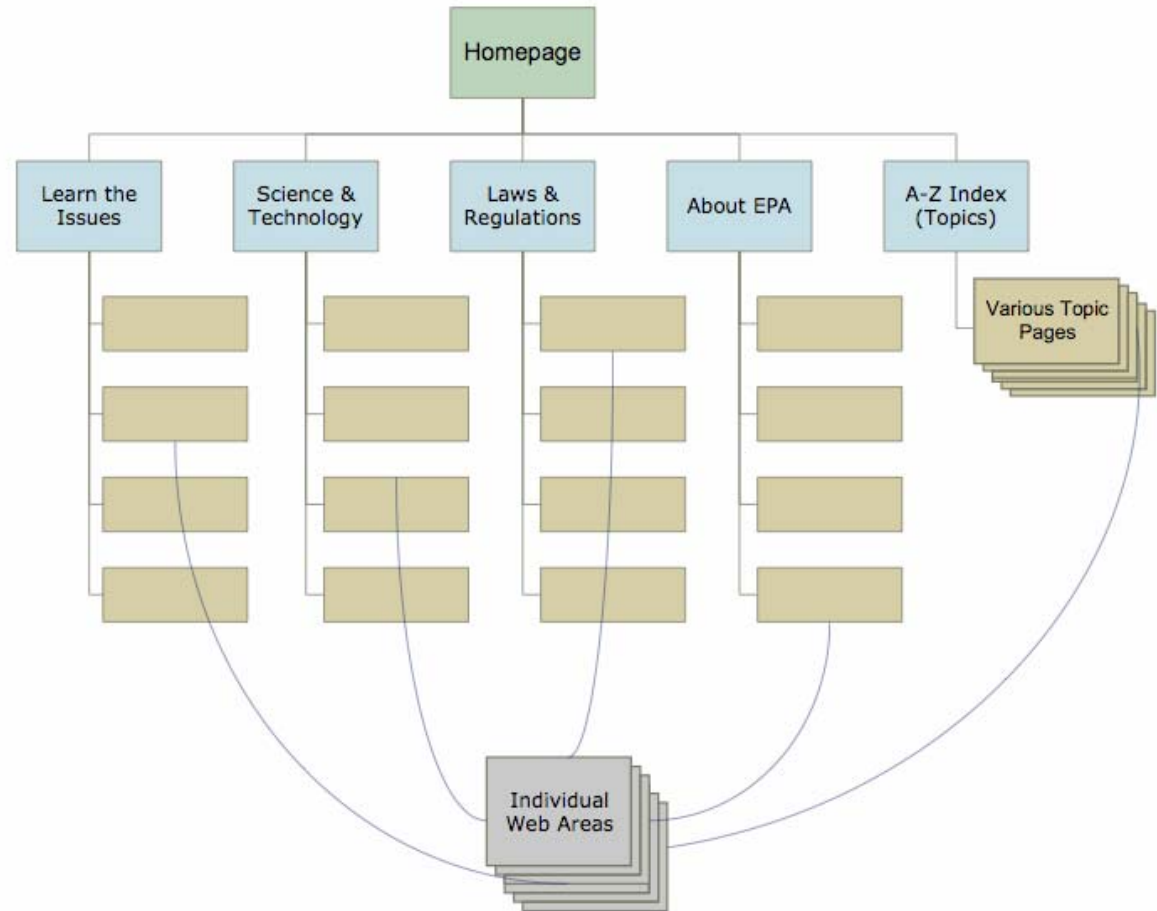 Homepage
Learn the
Issues
Science &
Technology
Laws &
Regulations
About EPA
A-Z Index
(Topics)
Various Topic
Pages
Individual
Web Areas